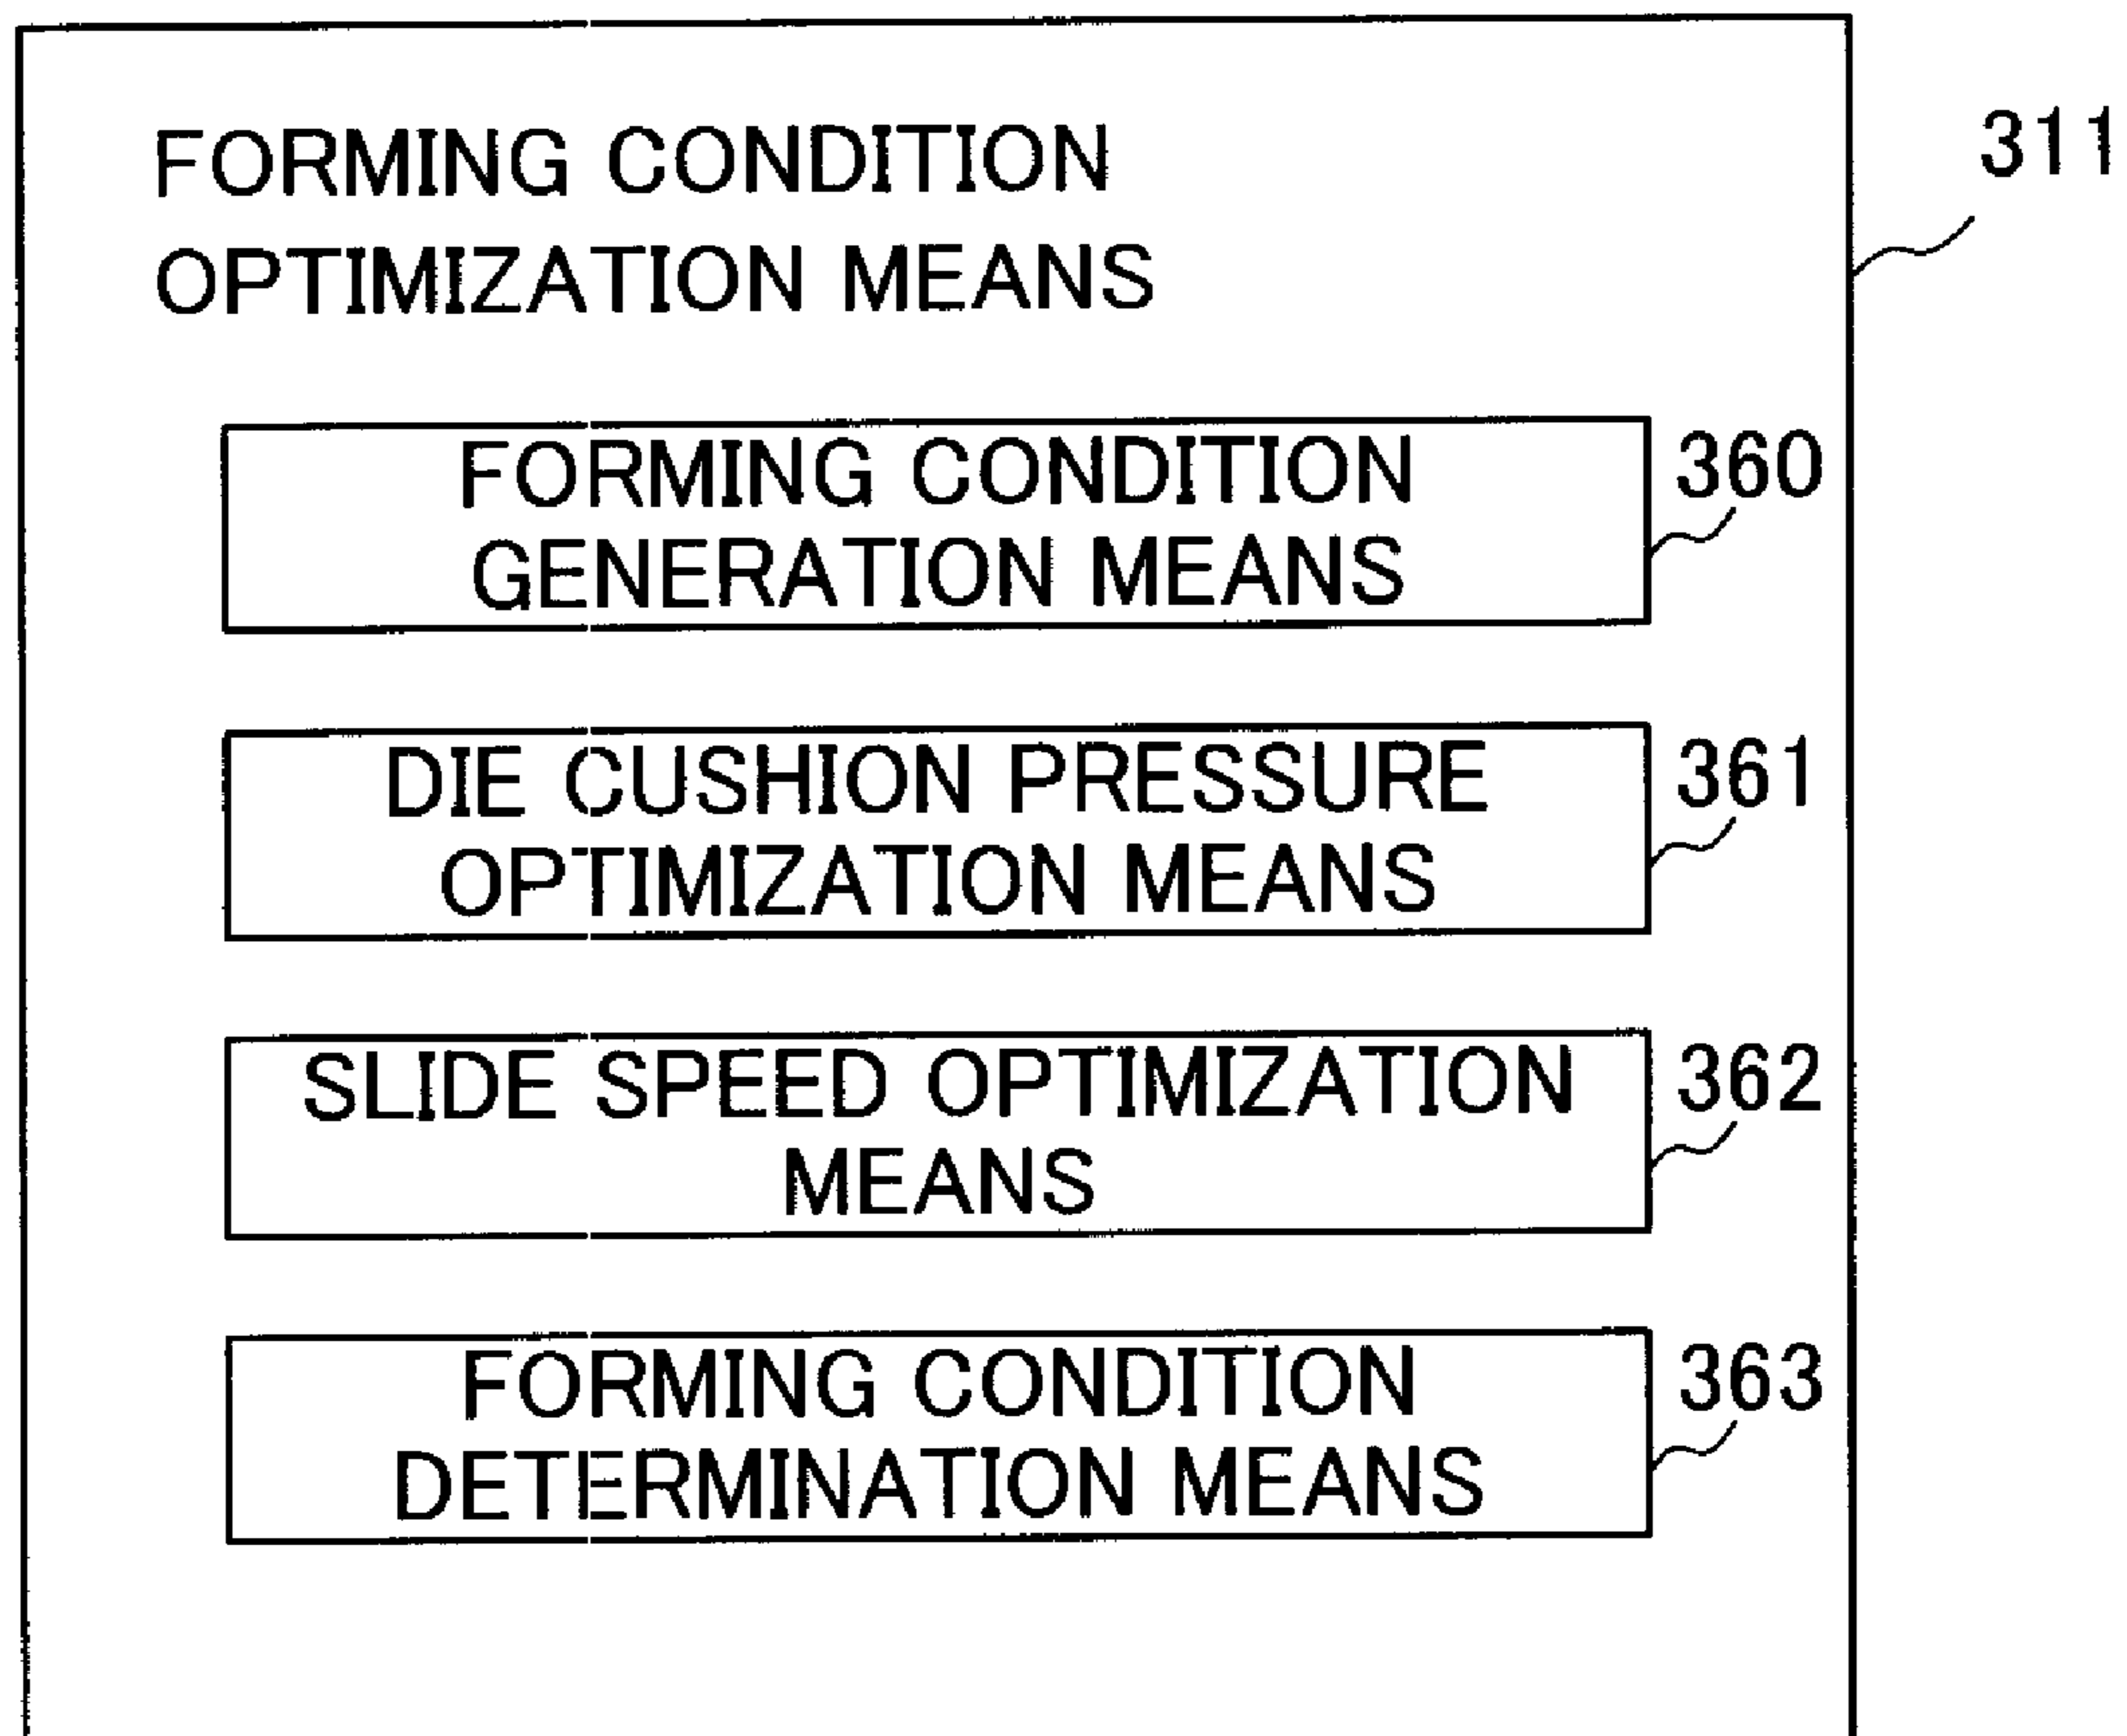 FORMING CONDITION
OPTIMIZATION MEANS
311
FORMING CONDITION
GENERATION MEANS
360
DIE CUSHION PRESSURE
OPTIMIZATION MEANS
361
SLIDE SPEED OPTIMIZATION
MEANS
362
FORMING CONDITION
DETERMINATION MEANS
363